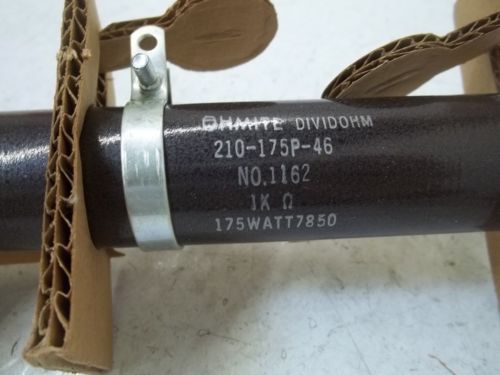 OHMITE DIVIDOHM
210-175P-46
NO.1162
1K Ω
175WATT7850